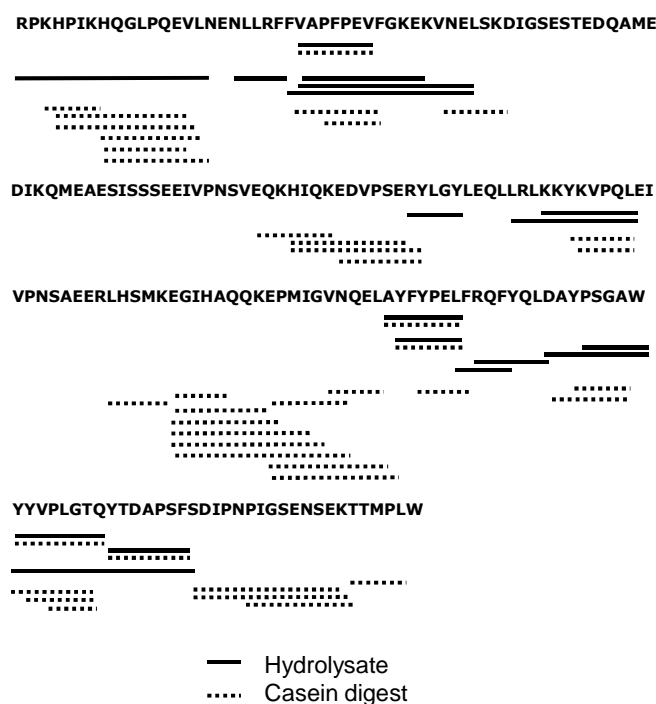 RPKHPIKHQGLPQEVLNENLLRFFVAPFPEVFGKEKVNELSKDIGSESTEDQAME
DIKQMEAESISSSEEIVPNSVEQKHIQKEDVPSERYLGYLEQLLRLKKYKVPQLEI
VPNSAEERLHSMKEGIHAQQKEPMIGVNQELAYFYPELFRQFYQLDAYPSGAW
YYVPLGTQYTDAPSFSDIPNPIGSENSEKTTMPLW
Hydrolysate
Casein digest